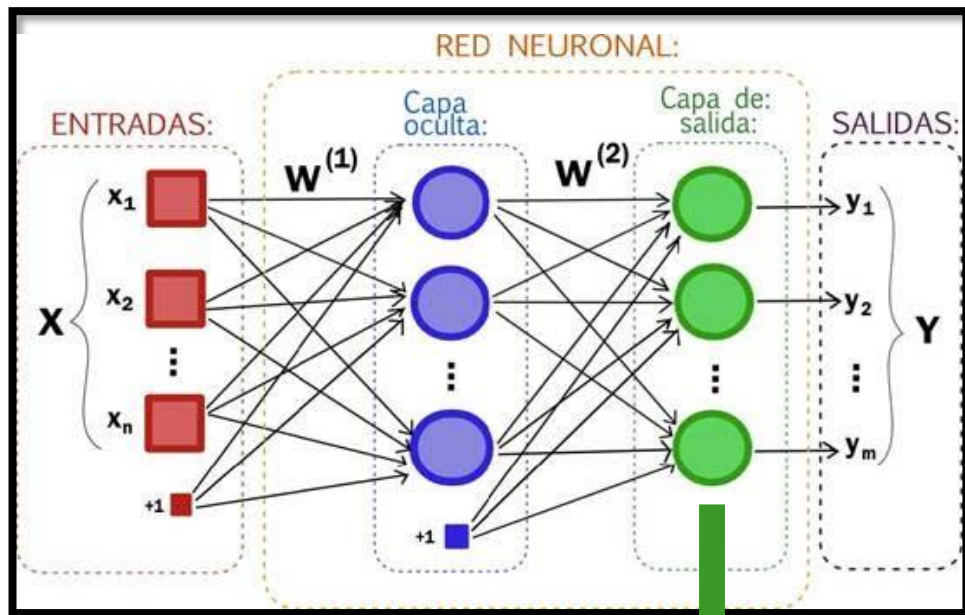 RED NEURONAL:
Capa
oculta:
Capa de:
salida:
ENTRADAS:
SALIDAS:
W(1)
W(2)
x1
y1
x2
y2
X
Y
xn
ym
+1
+1